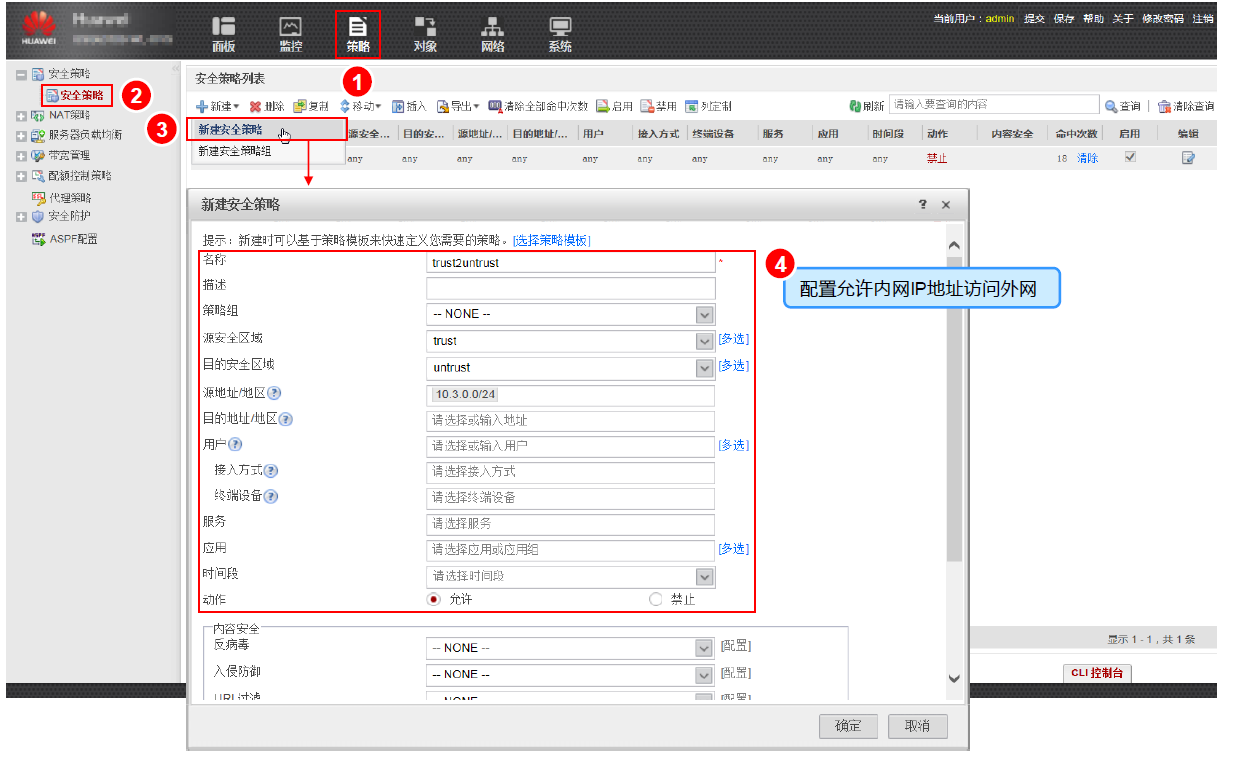 HUAWEI
Huawei
面板 监控 策略 对象 网络 系统
当前用户：admin 提交 保存 帮助 关于 修改密码 注销
1
安全策略
安全策略
2
NAT策略
3
服务器负载均衡
带宽管理
配额控制策略
代理策略
安全防护
ASPF配置
安全策略列表
新建 删除 复制 移动 插入 导出 清除全部命中次数 启用 禁用 列定制 刷新 请输入要查询的内容 查询 清除查询
新建安全策略
新建安全策略组
源安全... 目的安... 源地址/... 目的地址/... 用户 接入方式 终端设备 服务 应用 时间段 动作 内容安全 命中次数 启用 编辑
any any any any any any any any any any 禁止 18 清除
新建安全策略 ? ×
提示：新建时可以基于策略模板来快速定义您需要的策略。[选择策略模板]
4
配置允许内网IP地址访问外网
名称 trust2untrust *
描述
策略组 -- NONE --
源安全区域 trust [多选]
目的安全区域 untrust [多选]
源地址/地区 ? 10.3.0.0/24
目的地址/地区 ? 请选择或输入地址
用户 ? 请选择或输入用户 [多选]
接入方式 ? 请选择接入方式
终端设备 ? 请选择终端设备
服务 请选择服务
应用 请选择应用或应用组 [多选]
时间段 请选择时间段
动作 允许 禁止
内容安全
反病毒 -- NONE -- [配置]
入侵防御 -- NONE -- [配置]
URL过滤 -- NONE -- [配置]
确定 取消
显示 1 - 1，共 1 条
CLI 控制台